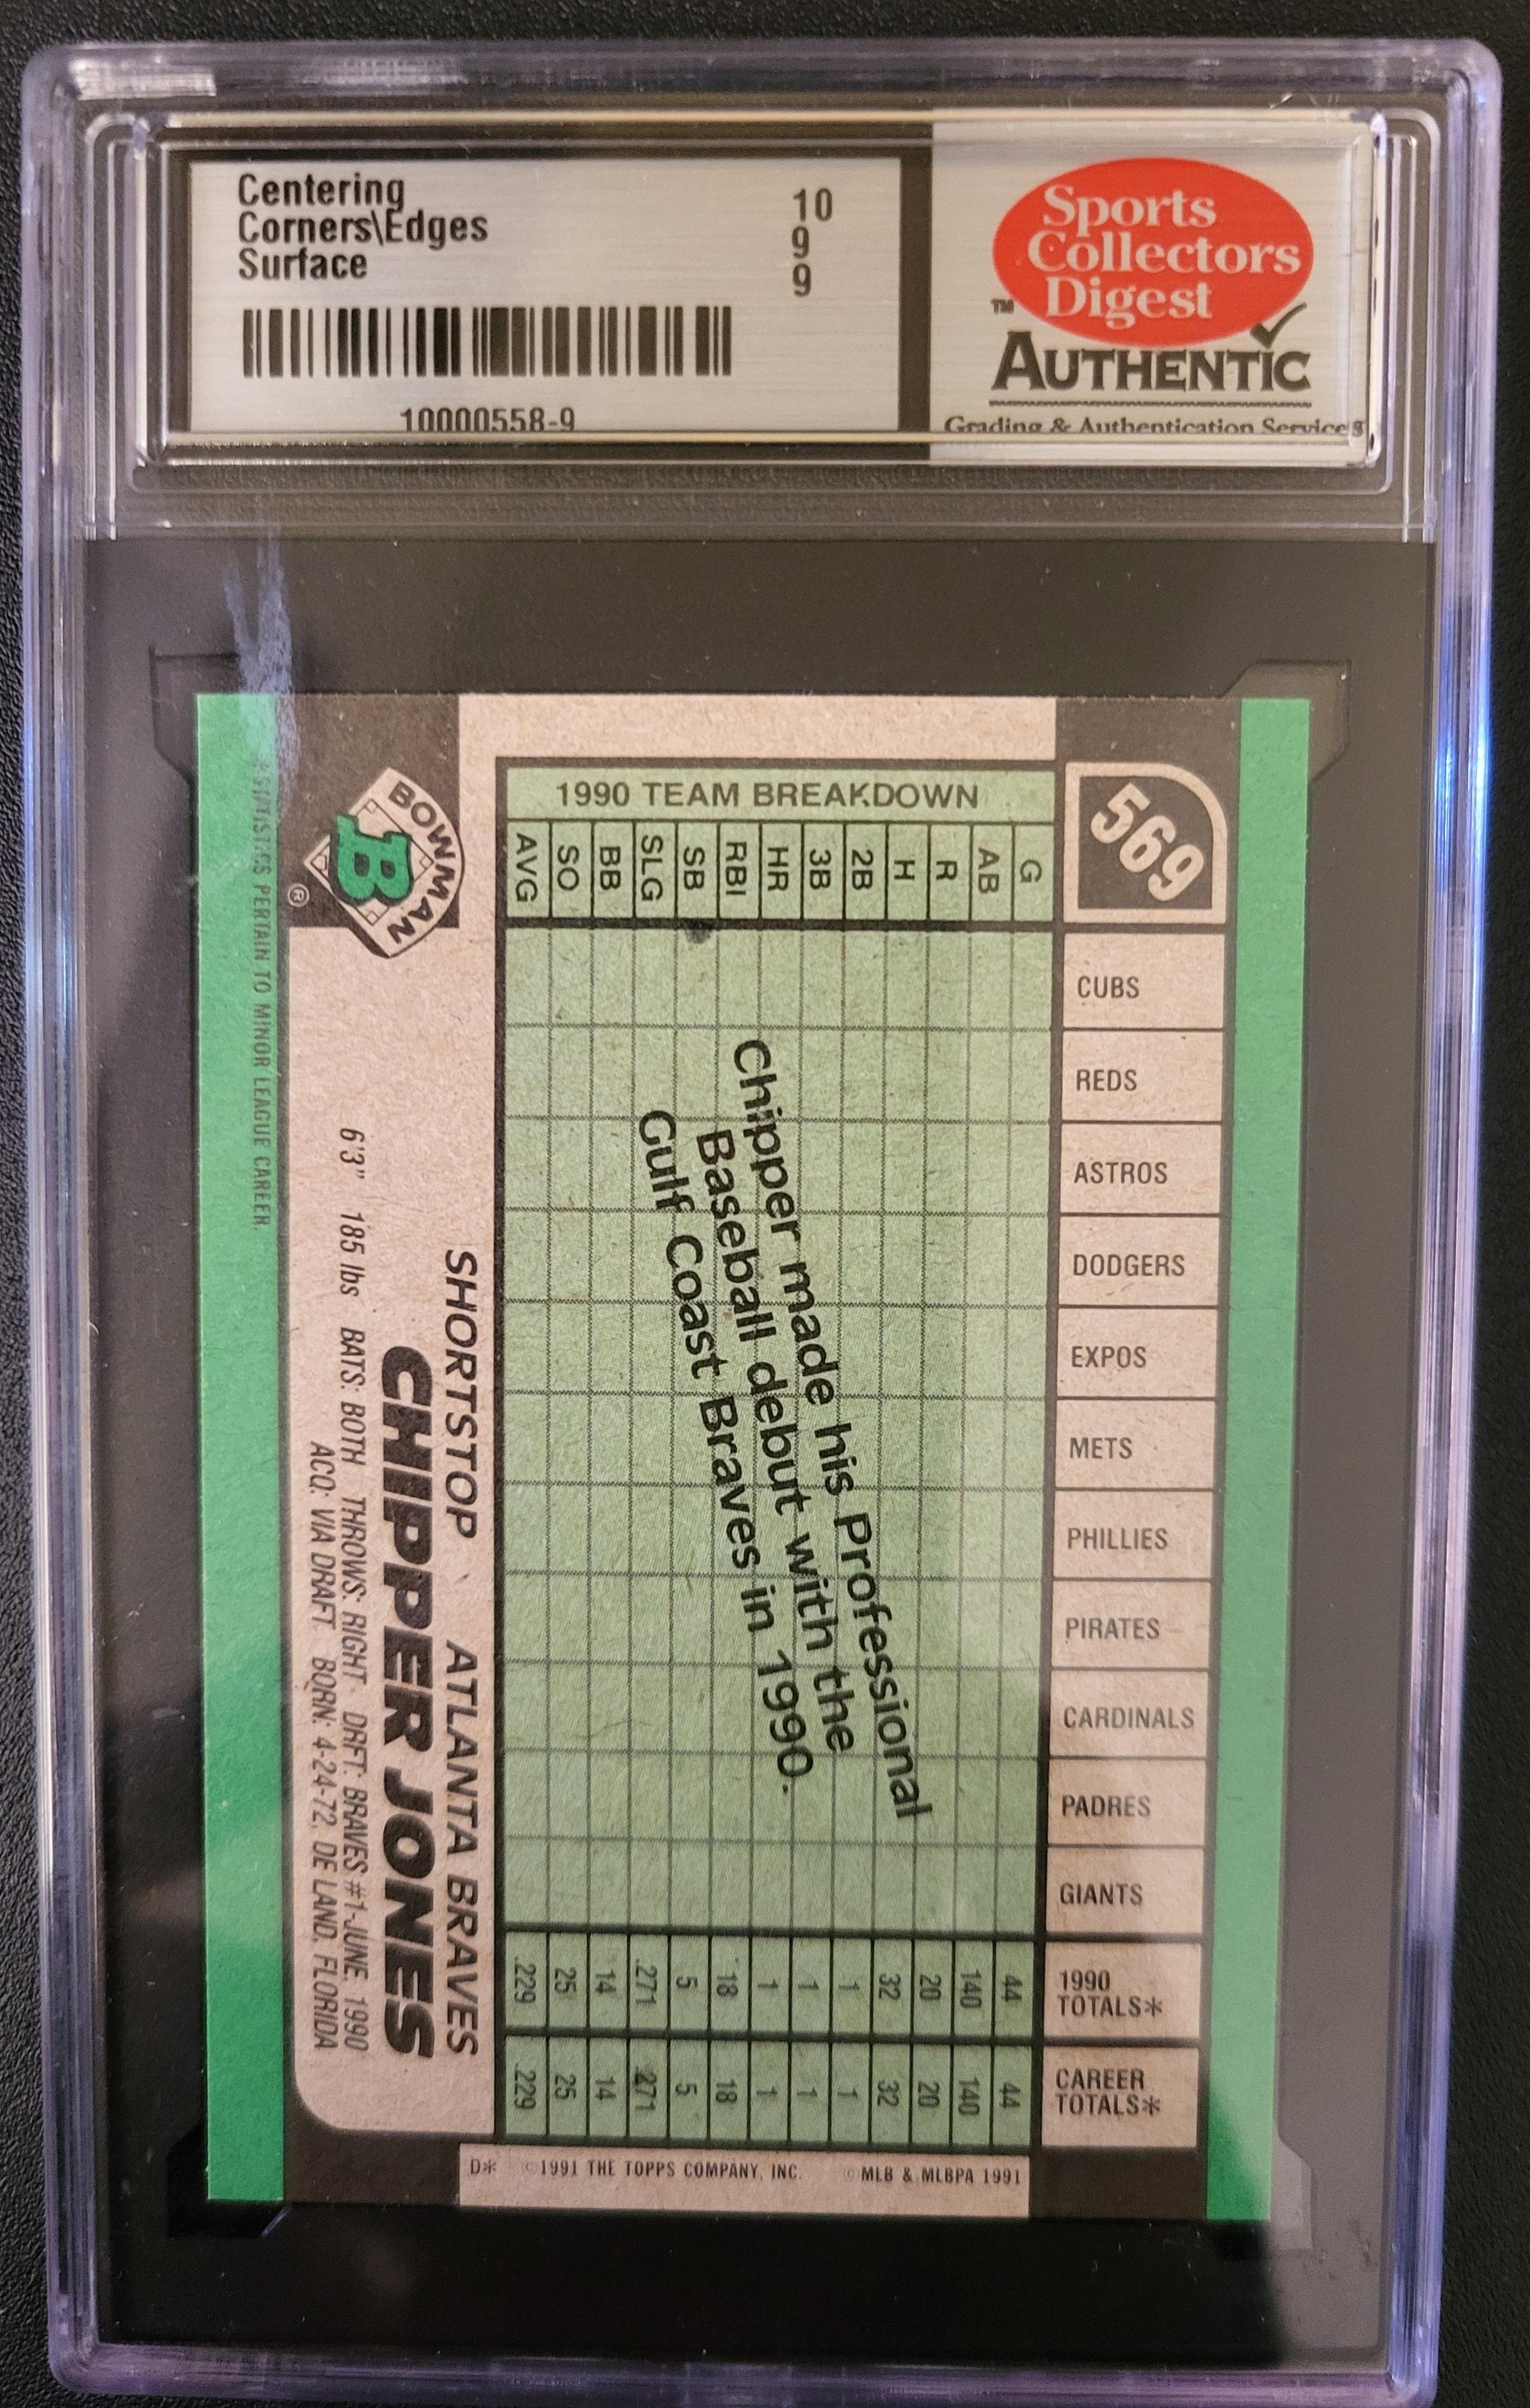 Centering 10
Corners\Edges 9
Surface 9
10000558-9
Sports
Collectors
Digest
™
AUTHENTIC
Grading & Authentication Services
569
BOWMAN
B
®
1990 TEAM BREAKDOWN
G
AB
R
H
2B
3B
HR
RBI
SB
SLG
BB
SO
AVG
CUBS
REDS
ASTROS
DODGERS
EXPOS
METS
PHILLIES
PIRATES
CARDINALS
PADRES
GIANTS
1990
TOTALS*
44 140 20 32 1 1 1 18 5 .271 14 25 .229
CAREER
TOTALS*
44 140 20 32 1 1 1 18 5 .271 14 25 .229
Chipper made his Professional
Baseball debut with the
Gulf Coast Braves in 1990.
SHORTSTOP ATLANTA BRAVES
CHIPPER JONES
6'3" 185 lbs BATS: BOTH THROWS: RIGHT DRFT: BRAVES #1-JUNE, 1990
ACQ: VIA DRAFT BORN: 4-24-72, DE LAND, FLORIDA
*STATISTICS PERTAIN TO MINOR LEAGUE CAREER.
D* ©1991 THE TOPPS COMPANY, INC. ©MLB & MLBPA 1991